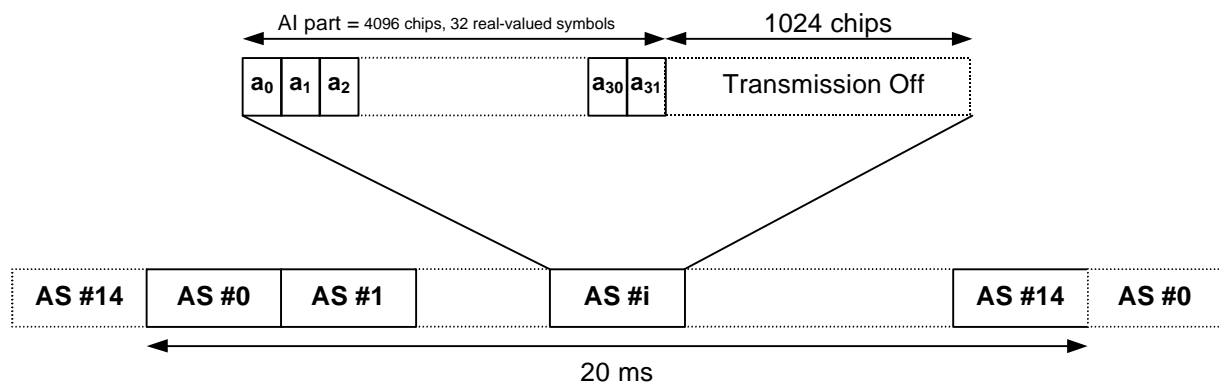 AI part = 4096 chips, 32 real-valued symbols
1024 chips
a0 a1 a2 a30 a31 Transmission Off
AS #14 AS #0 AS #1 AS #i AS #14 AS #0
20 ms